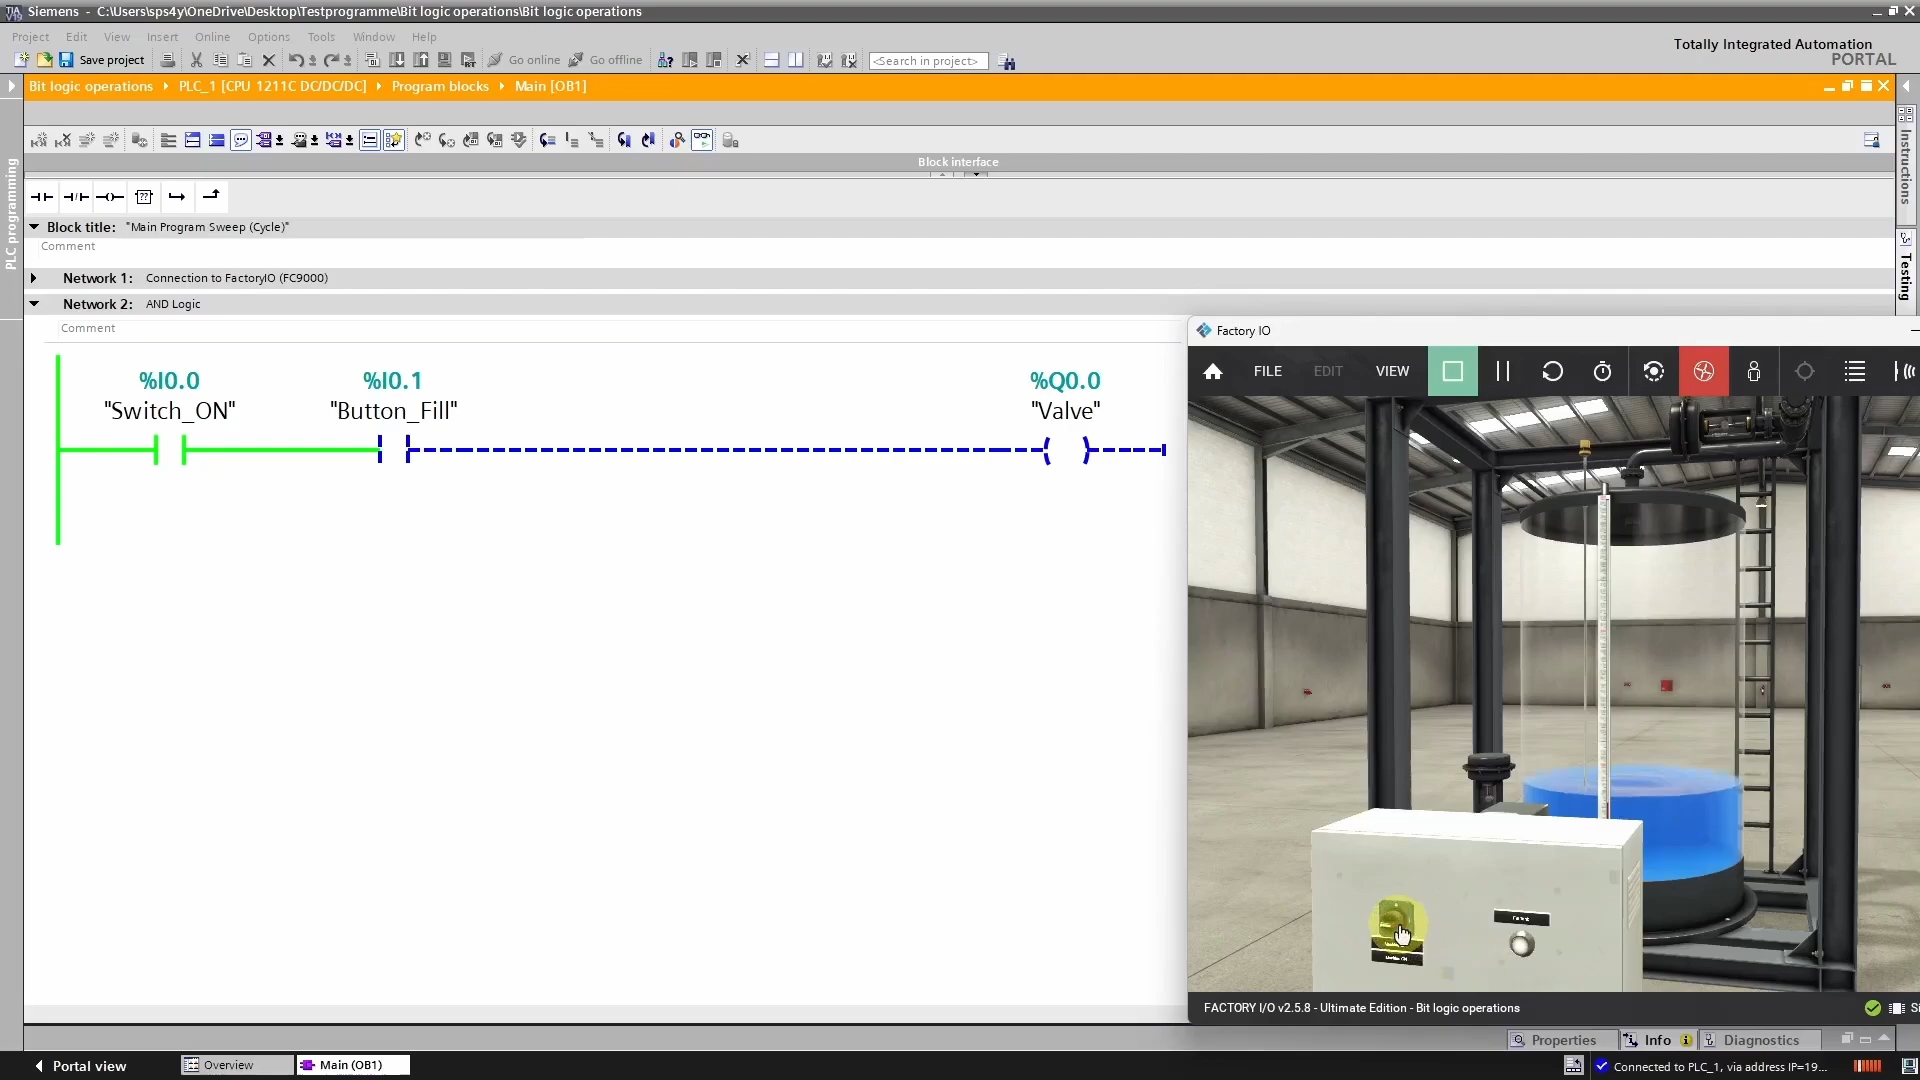 Siemens - C:\Users\sps4y\OneDrive\Desktop\Testprogramme\Bit logic operations\Bit logic operations
Project Edit View Insert Online Options Tools Window Help
Totally Integrated Automation
PORTAL
Save project
Go online
Go offline
<Search in project>
Bit logic operations
PLC_1 [CPU 1211C DC/DC/DC]
Program blocks
Main [OB1]
PLC programming
Instructions
Testing
Block interface
Block title: "Main Program Sweep (Cycle)"
Comment
Network 1: Connection to FactoryIO (FC9000)
Network 2: AND Logic
Comment
%I0.0
"Switch_ON"
%I0.1
"Button_Fill"
%Q0.0
"Valve"
Factory IO
FILE EDIT VIEW
FACTORY I/O v2.5.8 - Ultimate Edition - Bit logic operations
Properties
Info
Diagnostics
Portal view
Overview
Main (OB1)
Connected to PLC_1, via address IP=19...